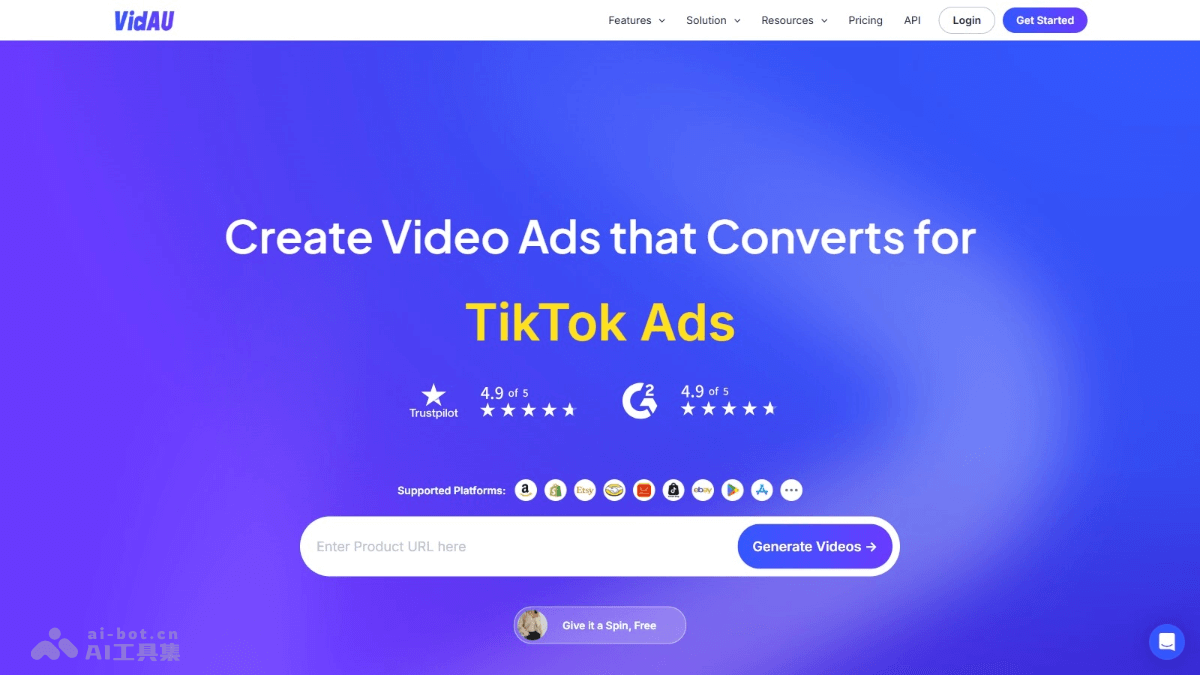 VidAU
Features
Solution
Resources
Pricing
API
Login
Get Started
Create Video Ads that Converts for
TikTok Ads
Trustpilot
4.9 of 5
G2
4.9 of 5
Supported Platforms:
a
Etsy
ebay
Enter Product URL here
Generate Videos →
Give it a Spin, Free
ai-bot.cn
AI工具集